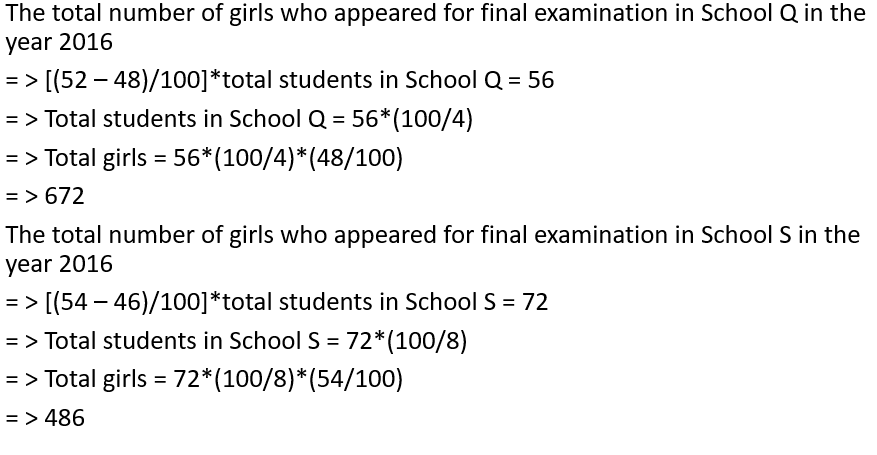 The total number of girls who appeared for final examination in School Q in the
year 2016
= > [(52 – 48)/100]*total students in School Q = 56
= > Total students in School Q = 56*(100/4)
= > Total girls = 56*(100/4)*(48/100)
= > 672
The total number of girls who appeared for final examination in School S in the
year 2016
= > [(54 – 46)/100]*total students in School S = 72
= > Total students in School S = 72*(100/8)
= > Total girls = 72*(100/8)*(54/100)
= > 486